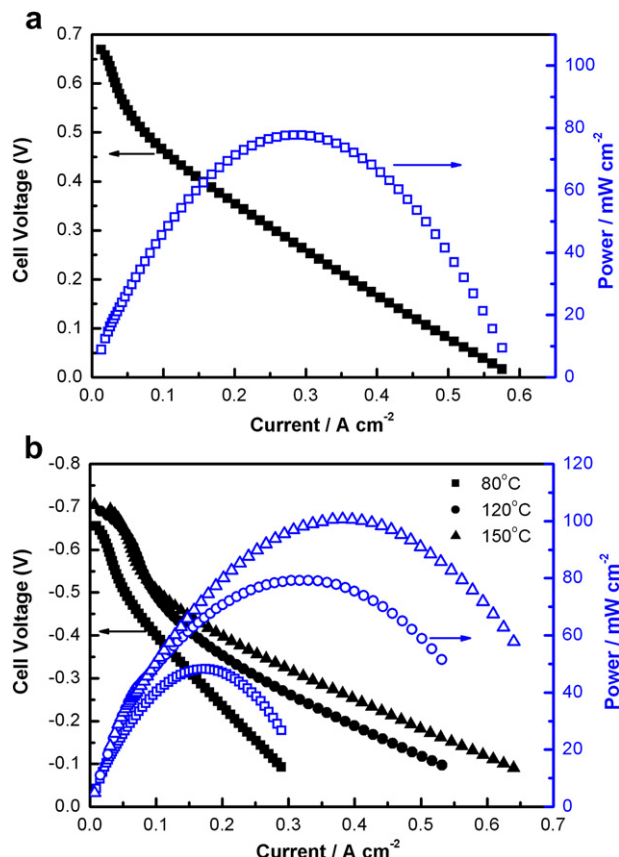 a
0.7
0.6
0.5
0.4
0.3
0.2
0.1
0.0
Cell Voltage (V)
100
80
60
40
20
0
Power / mW cm-2
0.0 0.1 0.2 0.3 0.4 0.5 0.6
Current / A cm-2
b
-0.8
-0.7
-0.6
-0.5
-0.4
-0.3
-0.2
-0.1
0.0
Cell Voltage (V)
80°C
120°C
150°C
120
100
80
60
40
20
0
Power / mW cm-2
0.0 0.1 0.2 0.3 0.4 0.5 0.6 0.7
Current / A cm-2